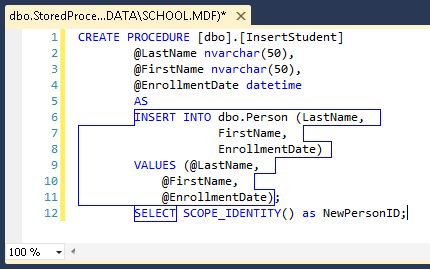 dbo.StoredProce...DATA\SCHOOL.MDF)*
1 CREATE PROCEDURE [dbo].[InsertStudent]
2 @LastName nvarchar(50),
3 @FirstName nvarchar(50),
4 @EnrollmentDate datetime
5 AS
6 INSERT INTO dbo.Person (LastName,
7 FirstName,
8 EnrollmentDate)
9 VALUES (@LastName,
10 @FirstName,
11 @EnrollmentDate);
12 SELECT SCOPE_IDENTITY() as NewPersonID;
100 %